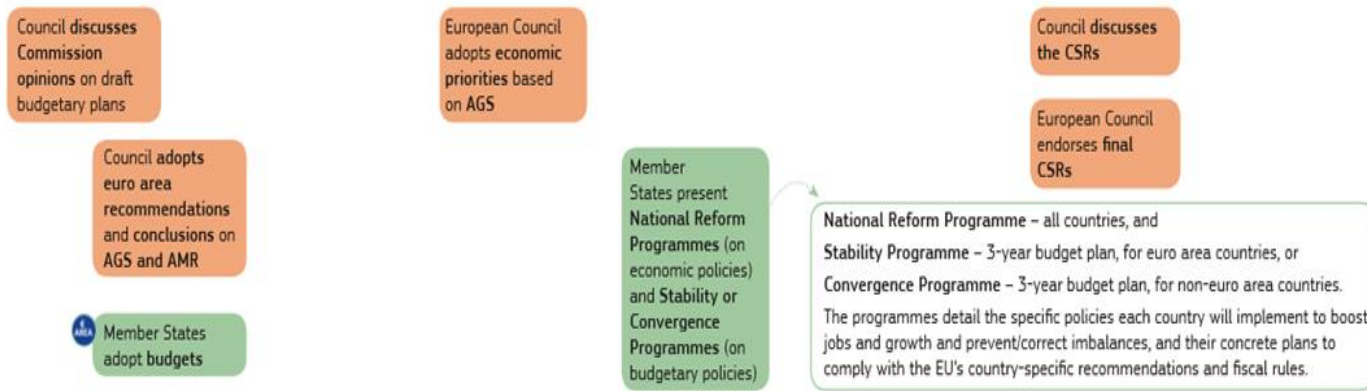 Council discusses
Commission
opinions on draft
budgetary plans
European Council
adopts economic
priorities based
on AGS
Council discusses
the CSRs
Council adopts
euro area
recommendations
and conclusions on
AGS and AMR
European Council
endorses final
CSRs
Member
States present
National Reform
Programmes (on
economic policies)
and Stability or
Convergence
Programmes (on
budgetary policies)
National Reform Programme – all countries, and
Stability Programme – 3-year budget plan, for euro area countries, or
Convergence Programme – 3-year budget plan, for non-euro area countries.
The programmes detail the specific policies each country will implement to boost
jobs and growth and prevent/correct imbalances, and their concrete plans to
comply with the EU's country-specific recommendations and fiscal rules.
€
AREA
Member States
adopt budgets